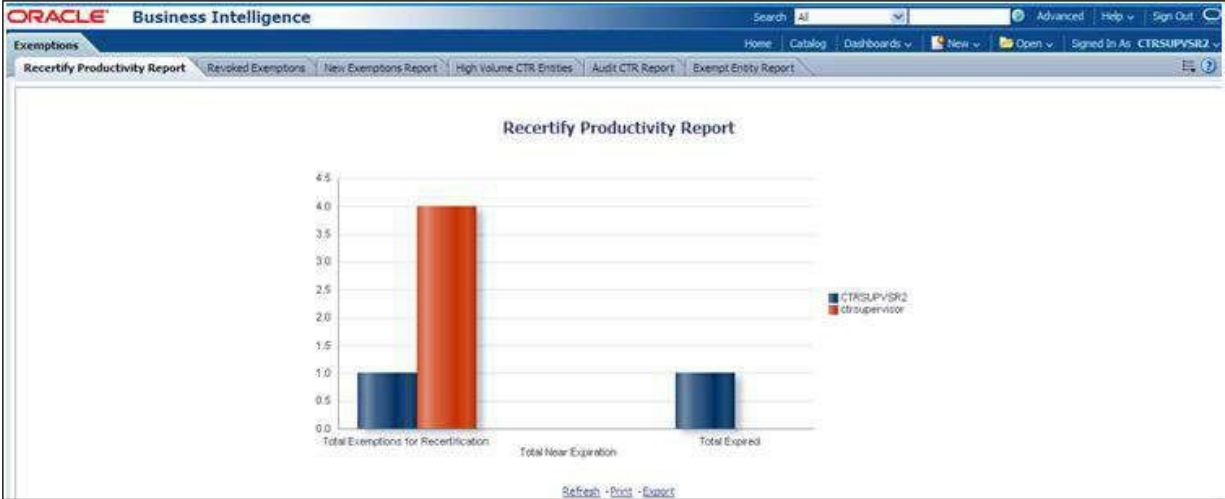 ORACLE Business Intelligence Search All Advanced Help Sign Out
Exemptions Home Catalog Dashboards New Open Signed In As CTRSUPVSR2
Recertify Productivity Report Revoked Exemptions New Exemptions Report High Volume CTR Entities Audit CTR Report Exempt Entity Report
Recertify Productivity Report
4.5
4.0
3.5
3.0
2.5
2.0
1.5
1.0
0.5
0.0
CTRSUPVSR2
ctrsupervisor
Total Exemptions for Recertification
Total Near Expiration
Total Expired
Refresh - Print - Export